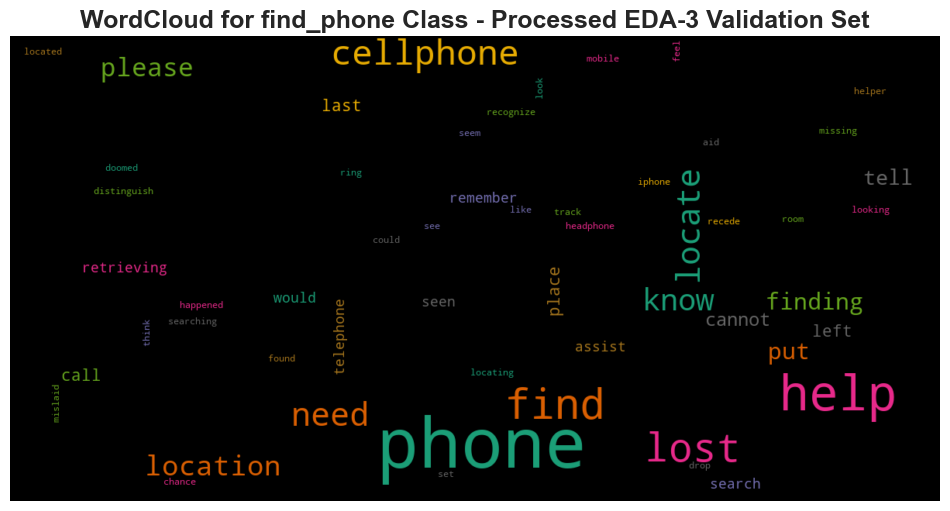 WordCloud for find_phone Class - Processed EDA-3 Validation Set
located
please
cellphone
mobile
feel
look
helper
last
recognize
seem
missing
aid
doomed
distinguish
ring
iphone
tell
remember
like
track
see
headphone
locate
recede
room
looking
could
retrieving
happened
searching
would
think
telephone
seen
place
know
finding
cannot
left
found
assist
put
call
mislaid
locating
need
find
help
phone
lost
location
chance
set
drop
search